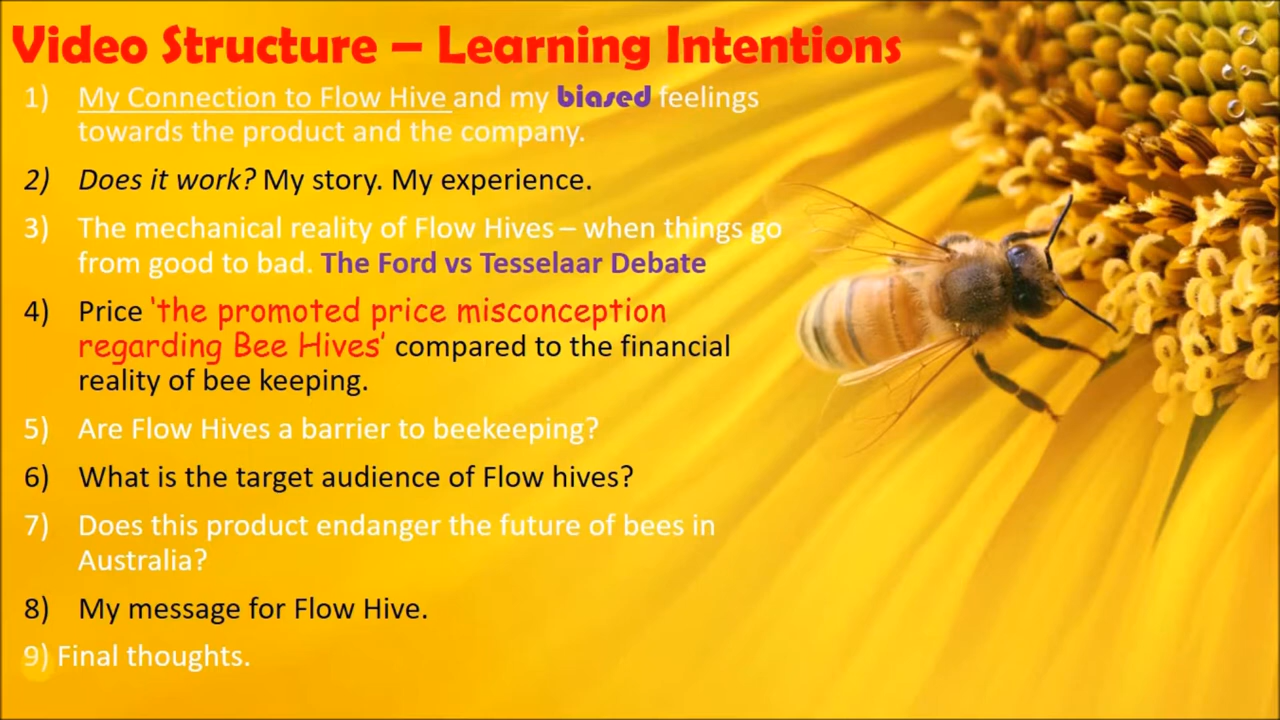 Video Structure – Learning Intentions
1) My Connection to Flow Hive and my biased feelings
towards the product and the company.
2) Does it work? My story. My experience.
3) The mechanical reality of Flow Hives – when things go
from good to bad. The Ford vs Tesselaar Debate
4) Price 'the promoted price misconception
regarding Bee Hives' compared to the financial
reality of bee keeping.
5) Are Flow Hives a barrier to beekeeping?
6) What is the target audience of Flow hives?
7) Does this product endanger the future of bees in
Australia?
8) My message for Flow Hive.
9) Final thoughts.